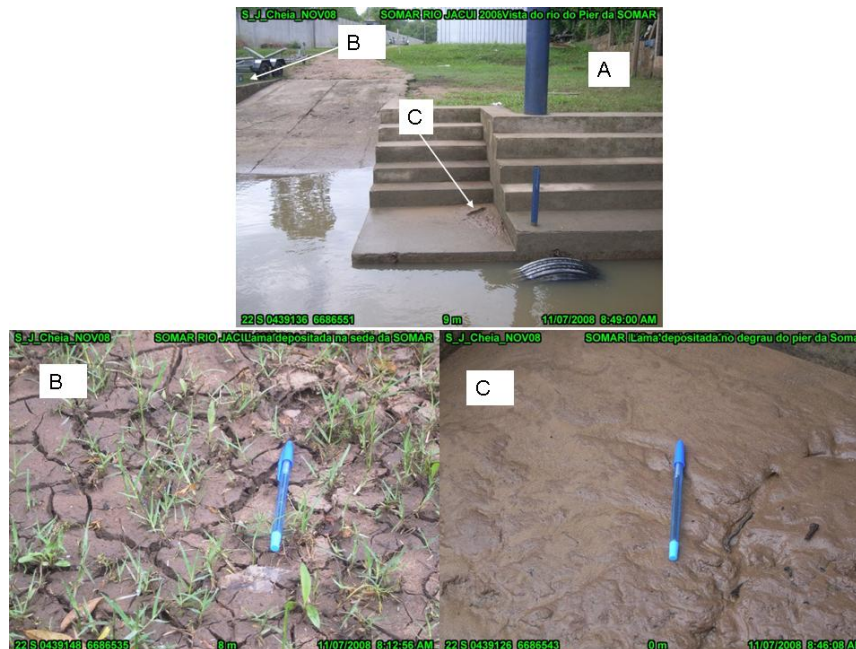 S_J_Cheia_NOV08 SOMAR RIO JACUI 2006Vista do rio do Pier da SOMAR
B
A
C
22 S 0439136 6686551 9 m 11/07/2008 8:49:00 AM
S_J_Cheia_NOV08 SOMAR RIO JACULama depositada na sede da SOMAR
B
22 S 0439148 6686535 8 m 11/07/2008 8:12:56 AM
S_J_Cheia_NOV08 SOMAR Lama depositada no degrau do pier da Soma
C
22 S 0439126 6686543 0 m 11/07/2008 8:46:08 AM